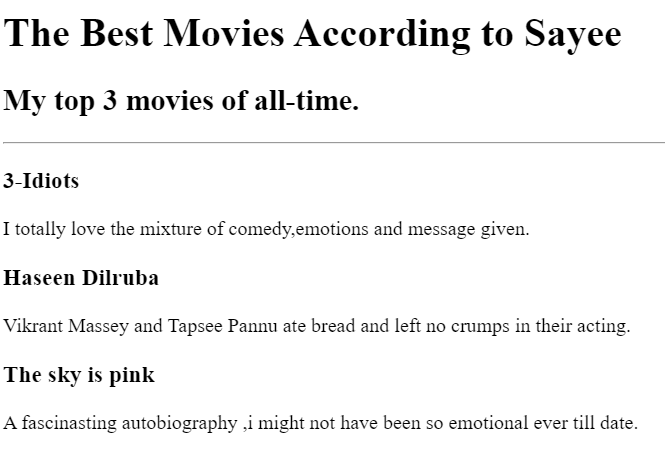 The Best Movies According to Sayee
My top 3 movies of all-time.
3-Idiots
I totally love the mixture of comedy,emotions and message given.
Haseen Dilruba
Vikrant Massey and Tapsee Pannu ate bread and left no crumps in their acting.
The sky is pink
A fascinasting autobiography ,i might not have been so emotional ever till date.